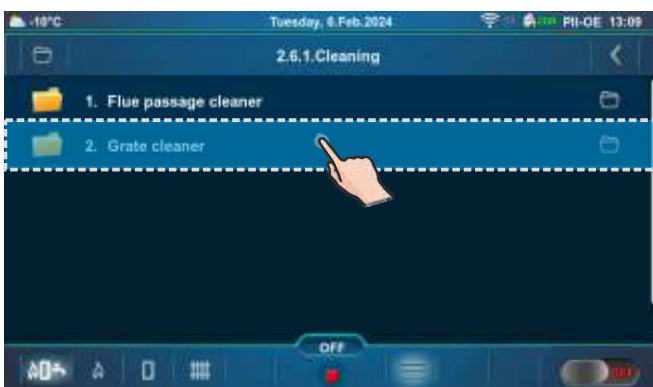 -10°C Tuesday, 6.Feb.2024 PII-OE 13:09
2.6.1.Cleaning
1. Flue passage cleaner
2. Grate cleaner
OFF
OFF